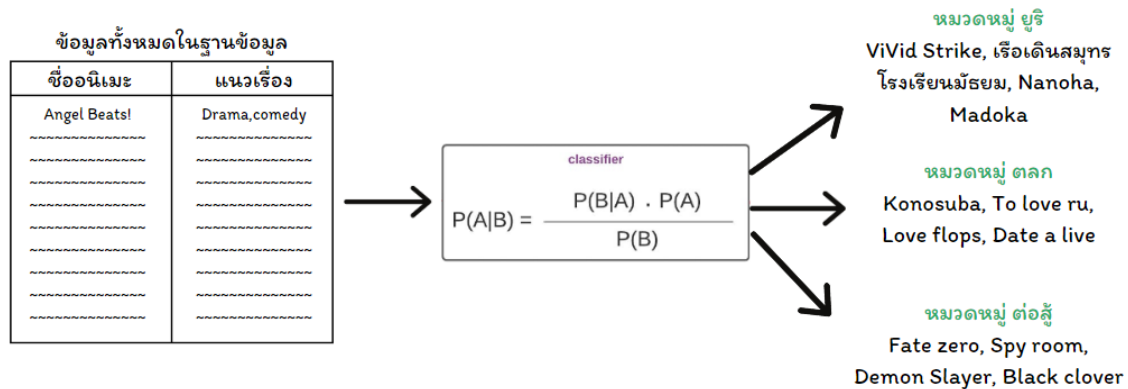 ข้อมูลทั้งหมดในฐานข้อมูล
ชื่ออนิเมะ แนวเรื่อง
Angel Beats! Drama,comedy
~~~~~~~~~~~~~~ ~~~~~~~~~~~~~~
~~~~~~~~~~~~~~ ~~~~~~~~~~~~~~
~~~~~~~~~~~~~~ ~~~~~~~~~~~~~~
~~~~~~~~~~~~~~ ~~~~~~~~~~~~~~
~~~~~~~~~~~~~~ ~~~~~~~~~~~~~~
~~~~~~~~~~~~~~ ~~~~~~~~~~~~~~
~~~~~~~~~~~~~~ ~~~~~~~~~~~~~~
~~~~~~~~~~~~~~ ~~~~~~~~~~~~~~
~~~~~~~~~~~~~~ ~~~~~~~~~~~~~~
classifier
P(A|B) = P(B|A) . P(A)
P(B)
หมวดหมู่ ยูริ
ViVid Strike, เรือเดินสมุทร
โรงเรียนมัธยม, Nanoha,
Madoka
หมวดหมู่ ตลก
Konosuba, To love ru,
Love flops, Date a live
หมวดหมู่ ต่อสู้
Fate zero, Spy room,
Demon Slayer, Black clover